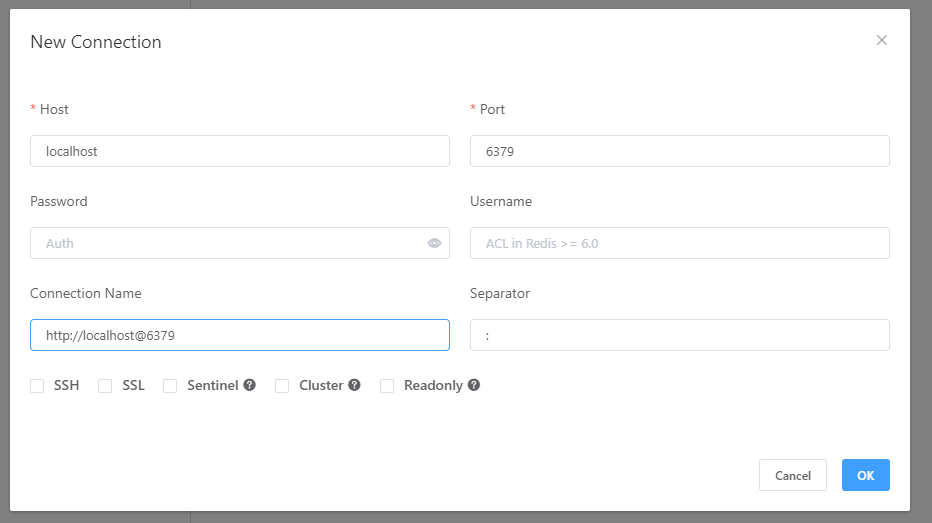 New Connection
* Host
* Port
localhost
6379
Password
Username
Auth
ACL in Redis >= 6.0
Connection Name
Separator
http://localhost@6379
:
SSH SSL Sentinel ? Cluster ? Readonly ?
Cancel OK